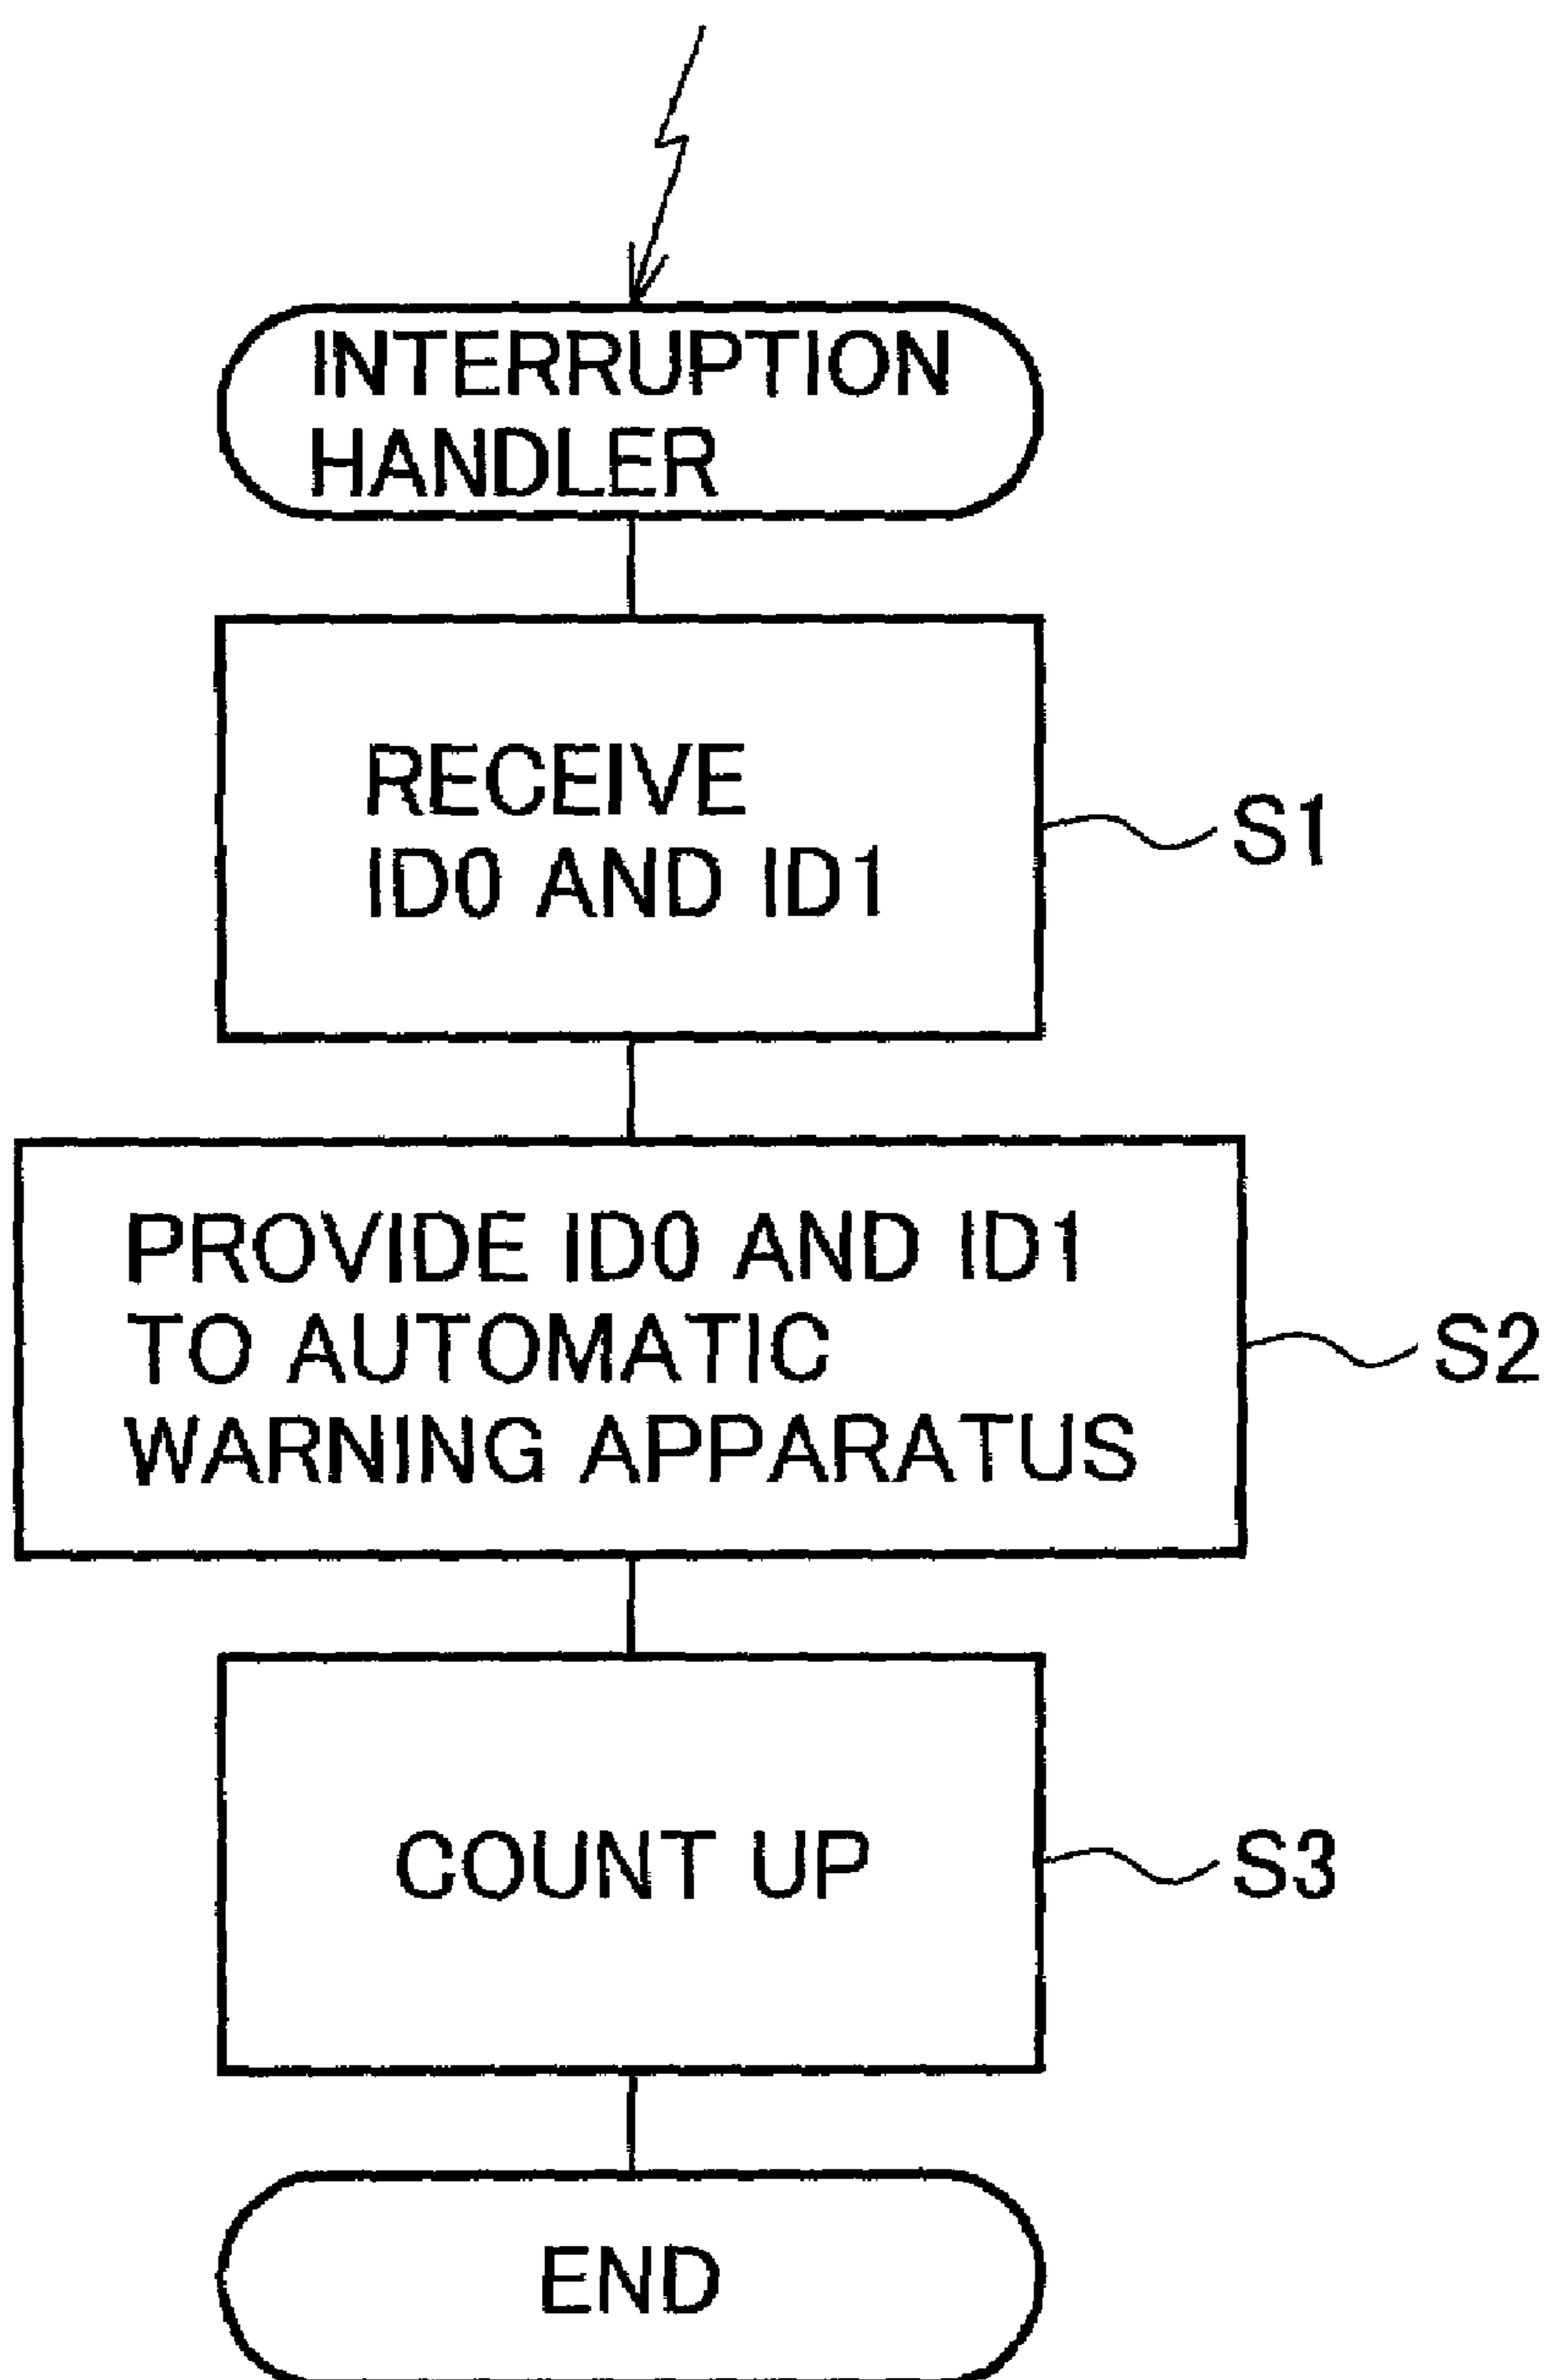 INTERRUPTION
HANDLER
RECEIVE
ID0 AND ID1
S1
PROVIDE ID0 AND ID1
TO AUTOMATIC
WARNING APPARATUS
S2
COUNT UP
S3
END